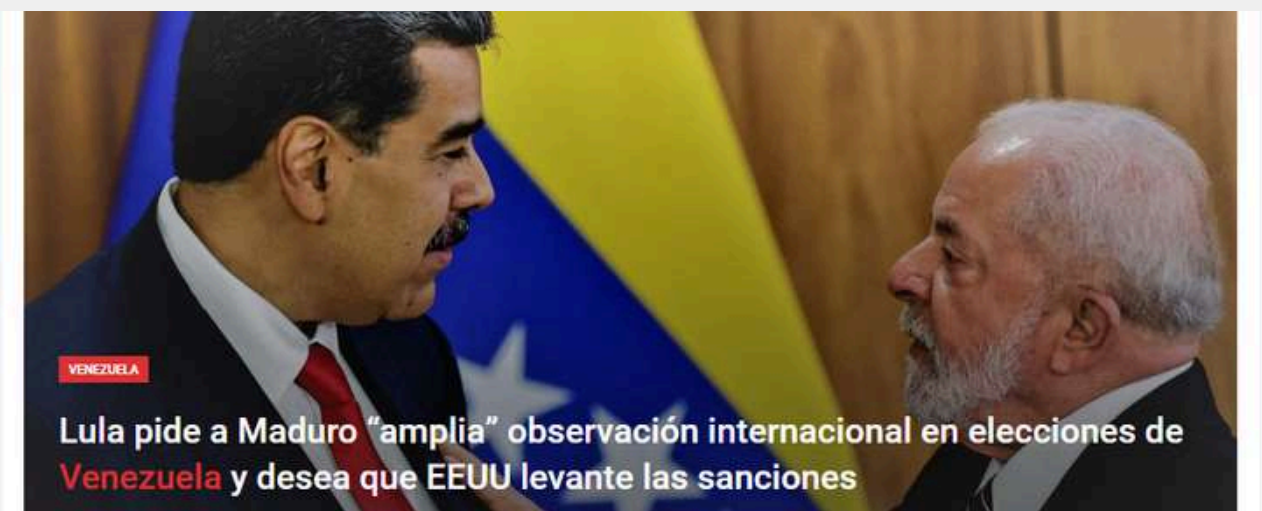 VENEZUELA
Lula pide a Maduro “amplia” observación internacional en elecciones de
Venezuela y desea que EEUU levante las sanciones